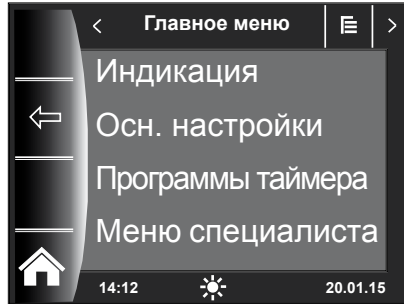 Главное меню
Индикация
Осн. настройки
Программы таймера
Меню специалиста
14:12 20.01.15